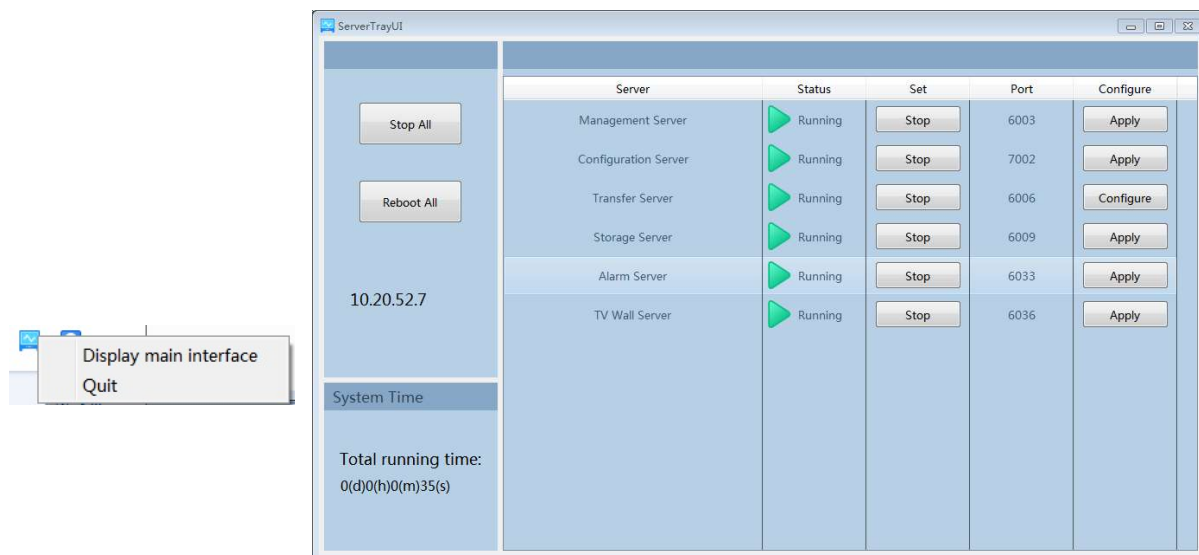 Display main interface
Quit
ServerTrayUI
Stop All
Reboot All
10.20.52.7
System Time
Total running time:
0(d)0(h)0(m)35(s)
Server Status Set Port Configure
Management Server Running Stop 6003 Apply
Configuration Server Running Stop 7002 Apply
Transfer Server Running Stop 6006 Configure
Storage Server Running Stop 6009 Apply
Alarm Server Running Stop 6033 Apply
TV Wall Server Running Stop 6036 Apply